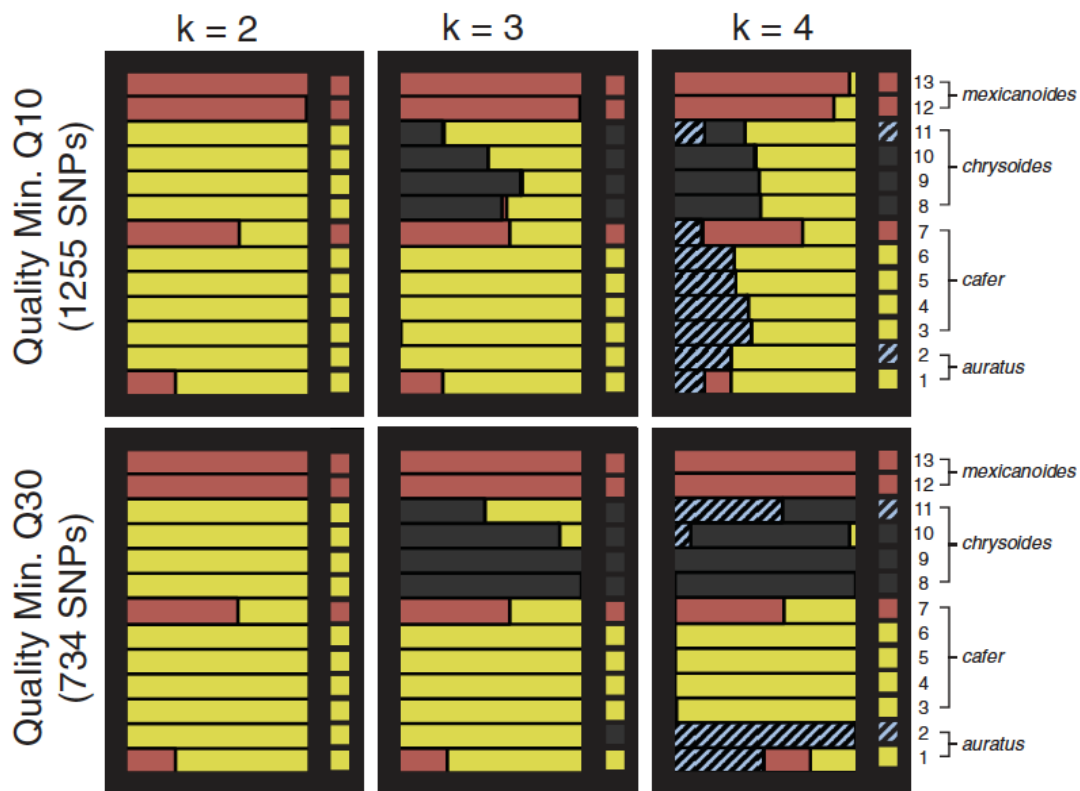 k = 2
k = 3
k = 4
Quality Min. Q10
(1255 SNPs)
13
12
mexicanoides
11
10
9
8
chrysoides
7
6
5
4
3
cafer
2
1
auratus
Quality Min. Q30
(734 SNPs)
13
12
mexicanoides
11
10
9
8
chrysoides
7
6
5
4
3
cafer
2
1
auratus